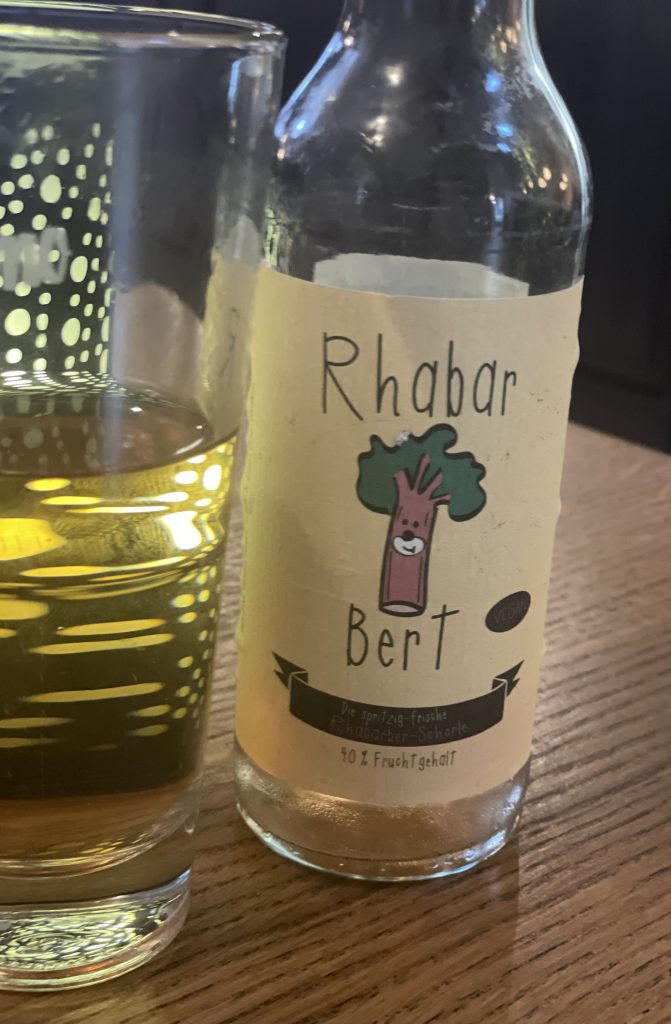 Rhabar
Bert
VEGAN
Die spritzig-frische
Rhabarber-Schorle
40 % Fruchtgehalt